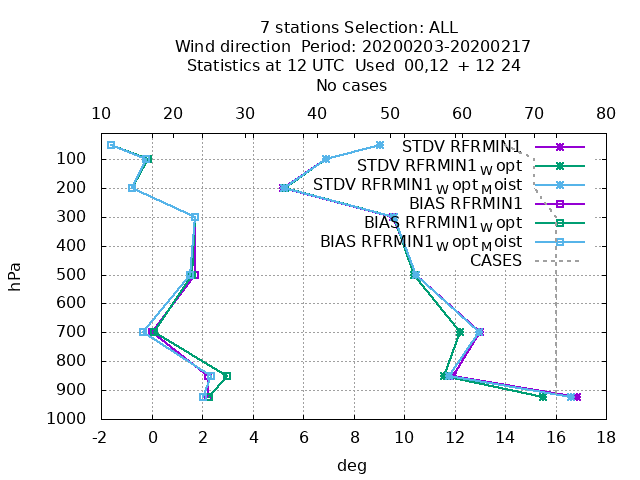 7 stations Selection: ALL
Wind direction  Period: 20200203-20200217
Statistics at 12 UTC  Used  00,12  + 12 24
No cases
10 23 30 41 50 59 70 80
STDV RFRMIN1
STDV RFRMIN1_W opt
STDV RFRMIN1_W opt_M oist
BIAS RFRMIN1
BIAS RFRMIN1_W opt
BIAS RFRMIN1_W opt_M oist
CASES
100
200
300
400
500
600
700
800
900
1000
hPa
-2 0 2 4 6 8 10 12 14 16 18
deg